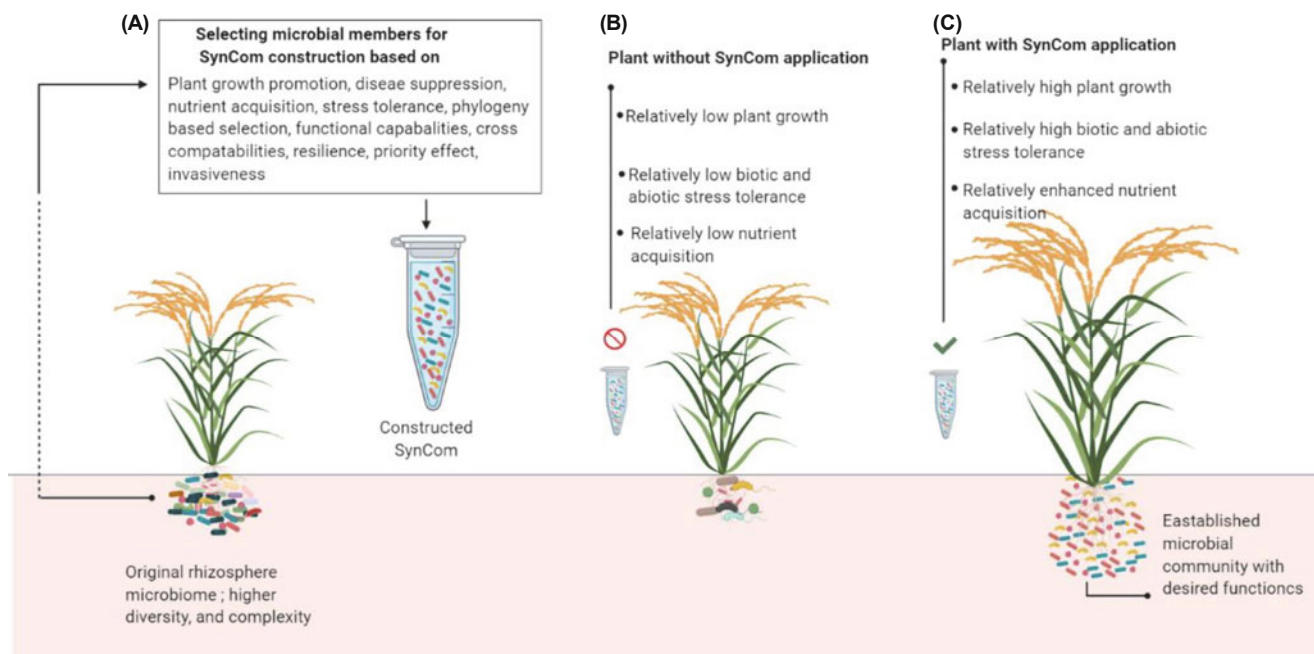 (A)
Selecting microbial members for
SynCom construction based on
Plant growth promotion, diseae suppression,
nutrient acquisition, stress tolerance, phylogeny
based selection, functional capabalities, cross
compatabilities, resilience, priority effect,
invasiveness
Constructed
SynCom
Original rhizosphere
microbiome ; higher
diversity, and complexity
(B)
Plant without SynCom application
•Relatively low plant growth
• Relatively low biotic and
abiotic stress tolerance
• Relatively low nutrient
acquisition
(C)
Plant with SynCom application
• Relatively high plant growth
• Relatively high biotic and abiotic
stress tolerance
• Relatively enhanced nutrient
acquisition
Eastablished
microbial
community with
desired functioncs